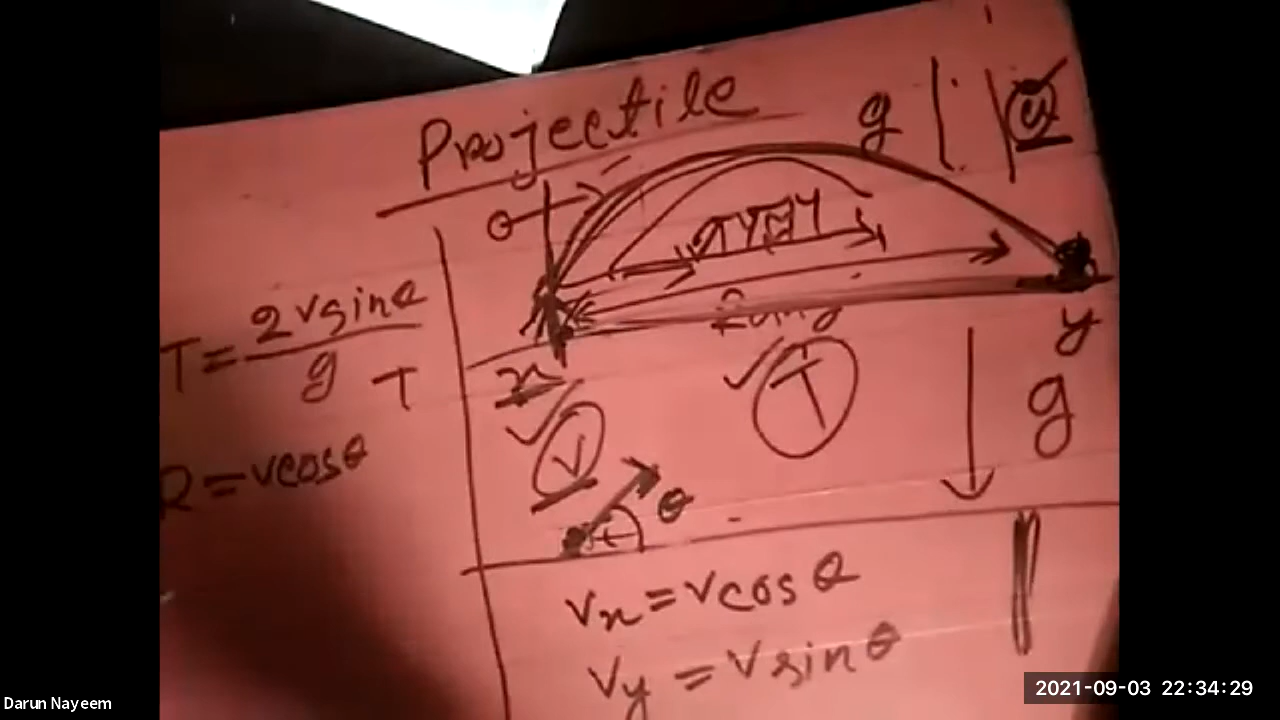 Projectile
g
θ
T = 2vsinθ / g
T
R = vcosθ
x
y
T
g
v
θ
vx = vcosθ
vy = vsinθ
Darun Nayeem
2021-09-03 22:34:29